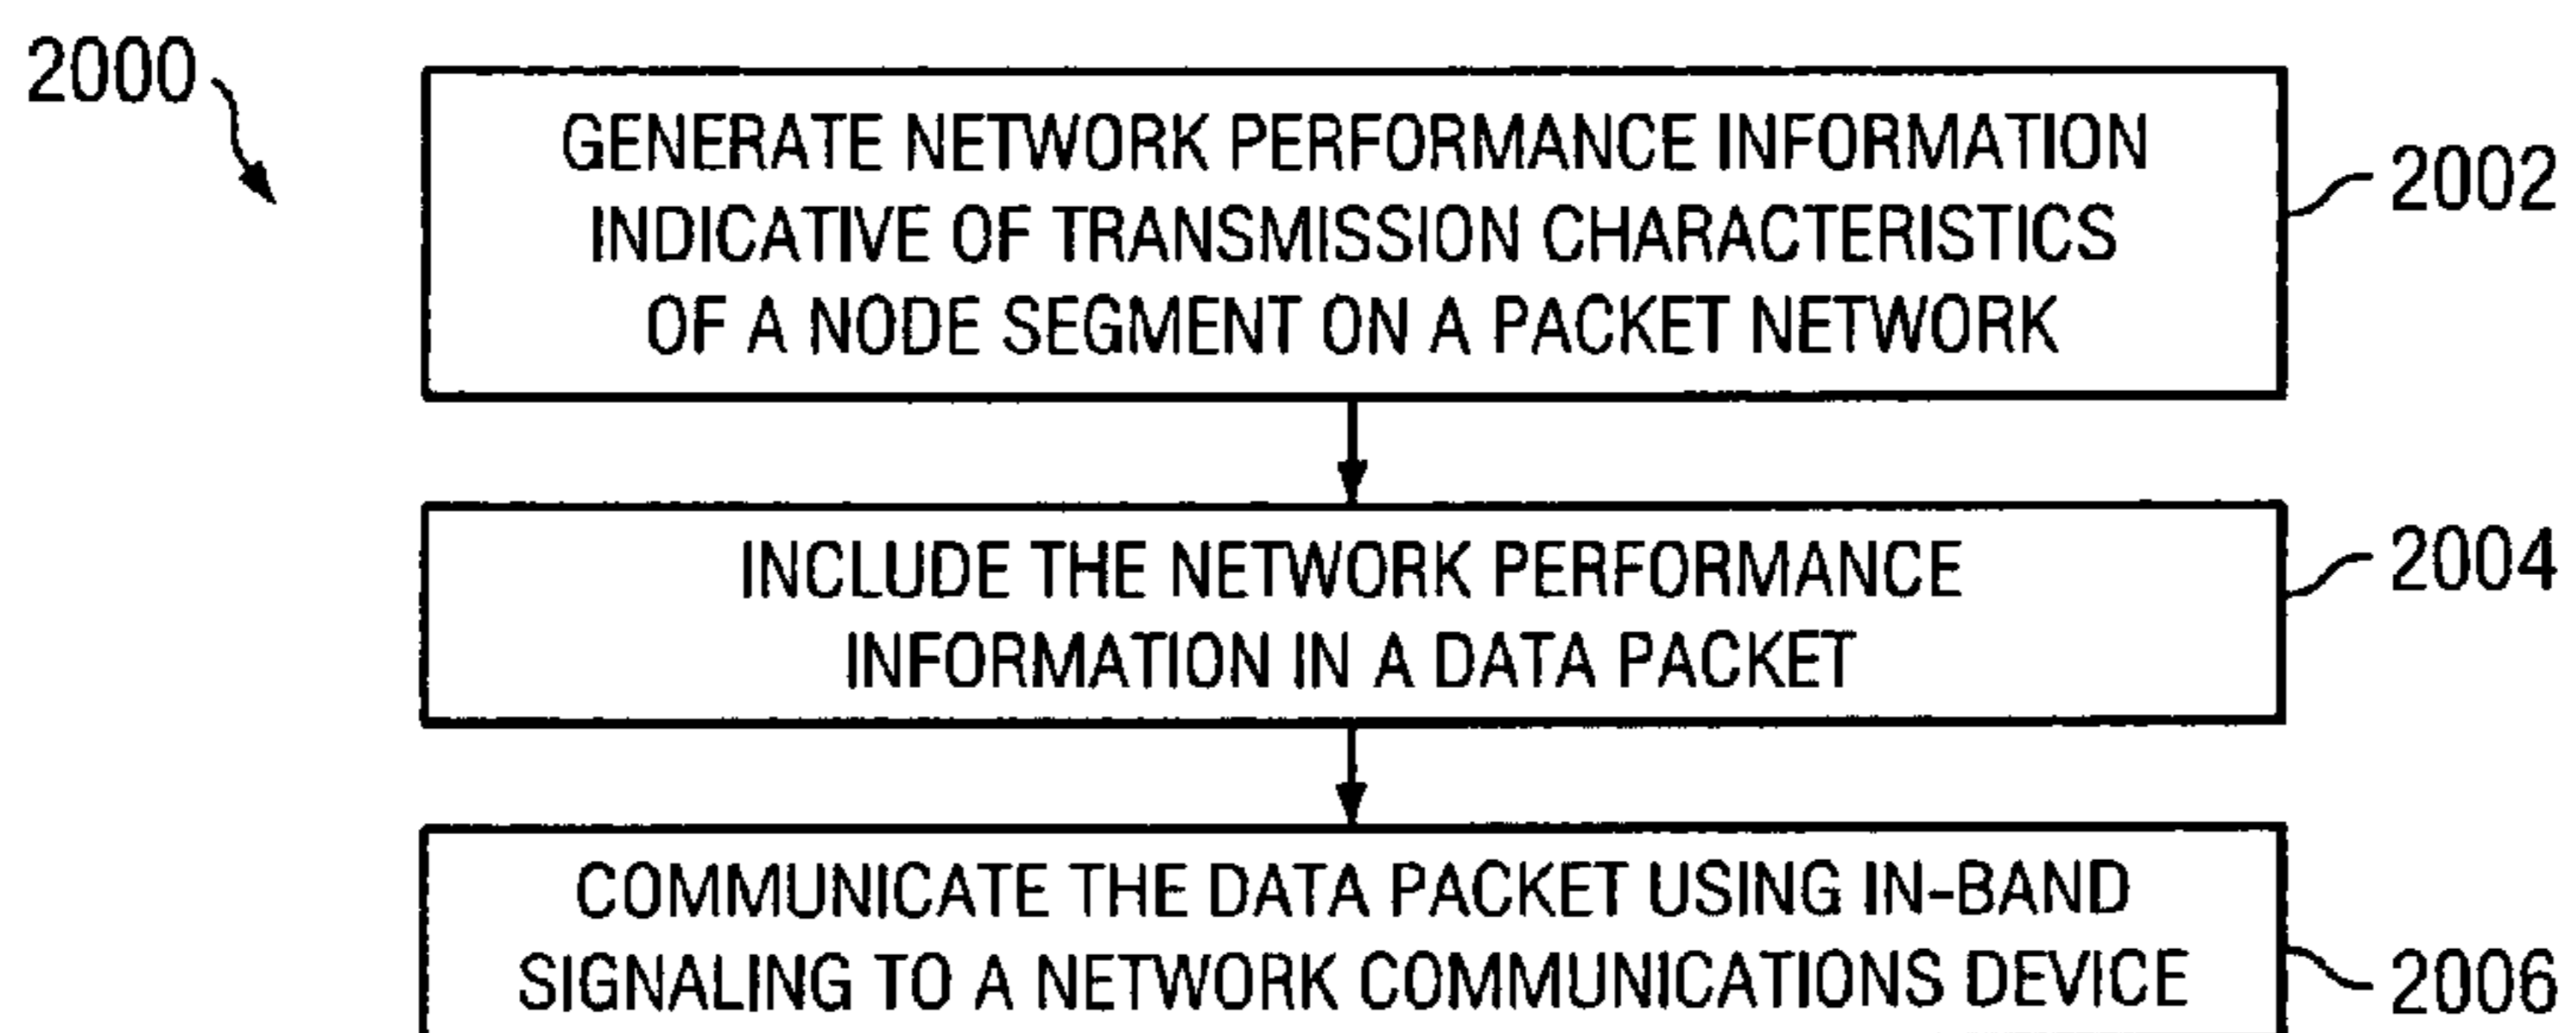 2000
GENERATE NETWORK PERFORMANCE INFORMATION
INDICATIVE OF TRANSMISSION CHARACTERISTICS
OF A NODE SEGMENT ON A PACKET NETWORK
2002
INCLUDE THE NETWORK PERFORMANCE
INFORMATION IN A DATA PACKET
2004
COMMUNICATE THE DATA PACKET USING IN-BAND
SIGNALING TO A NETWORK COMMUNICATIONS DEVICE
2006